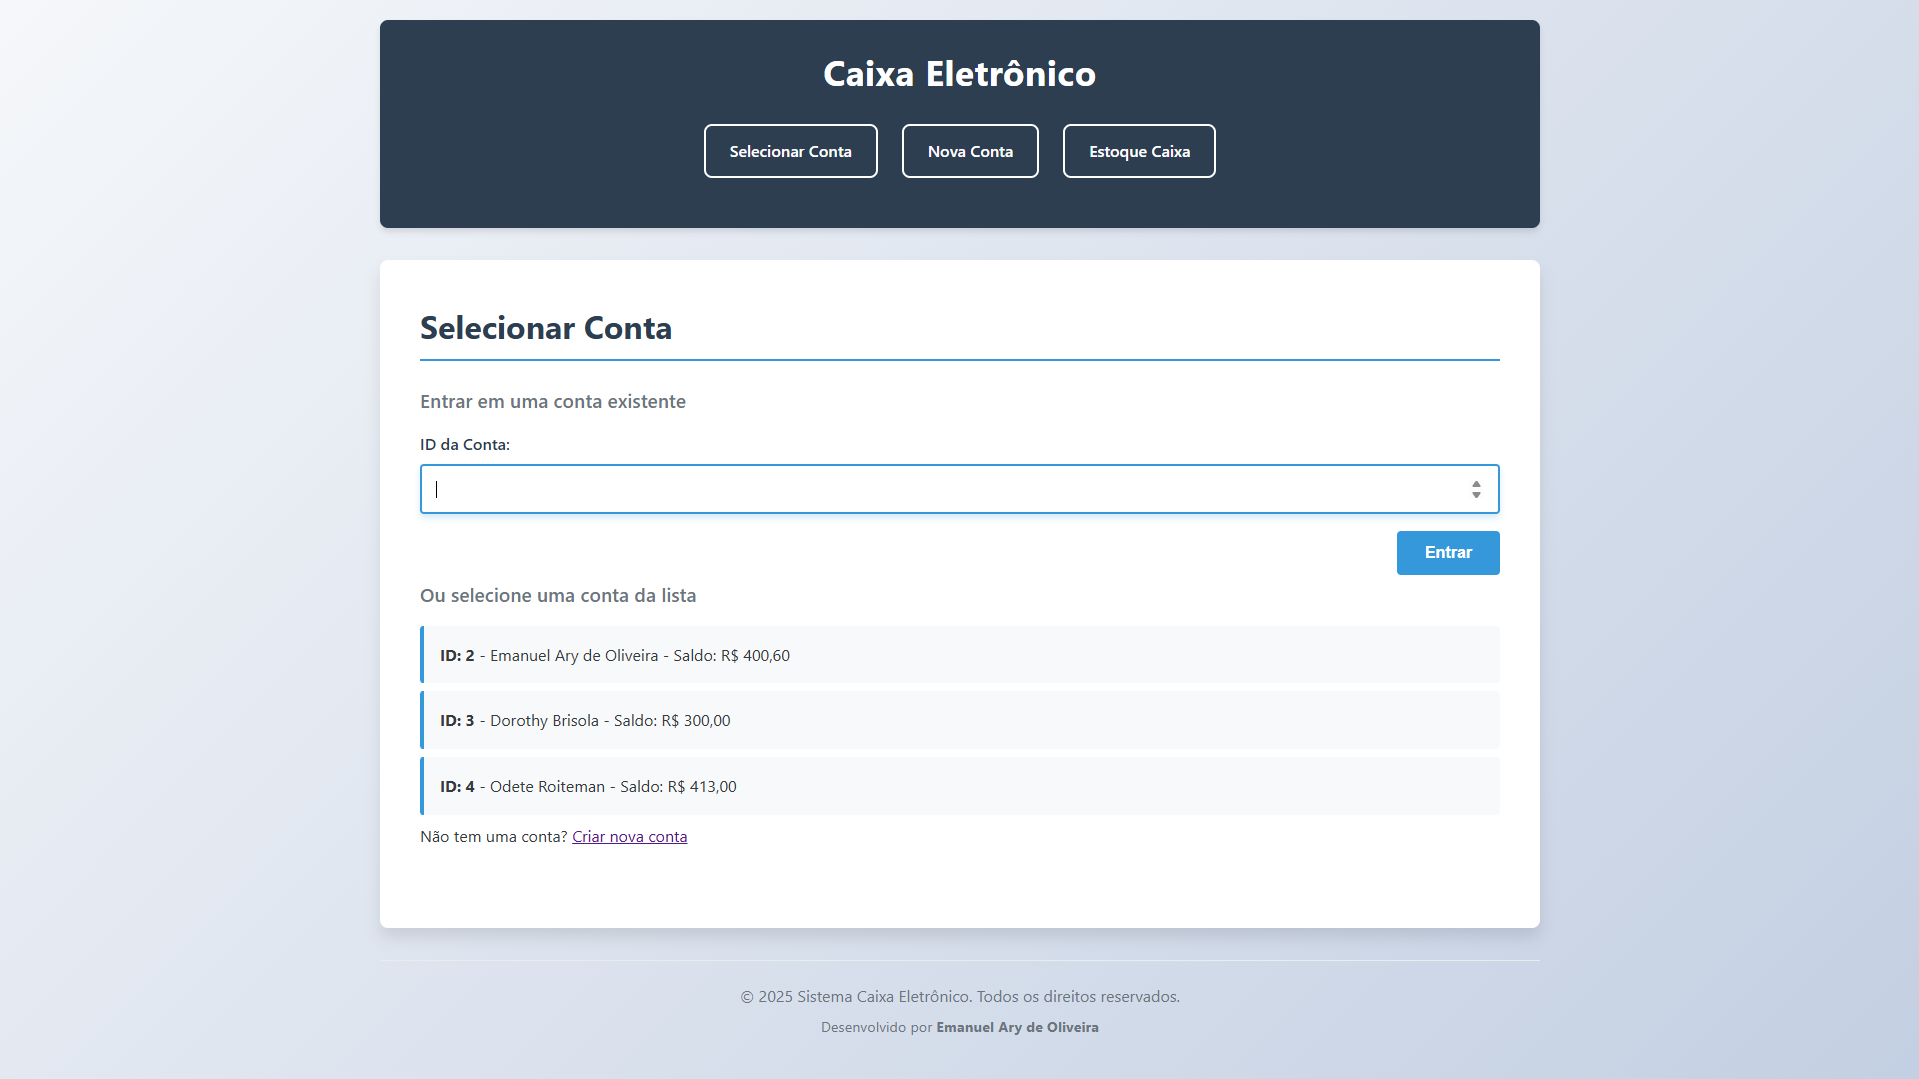 Caixa Eletrônico
Selecionar Conta
Nova Conta
Estoque Caixa
Selecionar Conta
Entrar em uma conta existente
ID da Conta:
Entrar
Ou selecione uma conta da lista
ID: 2 - Emanuel Ary de Oliveira - Saldo: R$ 400,60
ID: 3 - Dorothy Brisola - Saldo: R$ 300,00
ID: 4 - Odete Roiteman - Saldo: R$ 413,00
Não tem uma conta? Criar nova conta
© 2025 Sistema Caixa Eletrônico. Todos os direitos reservados.
Desenvolvido por Emanuel Ary de Oliveira